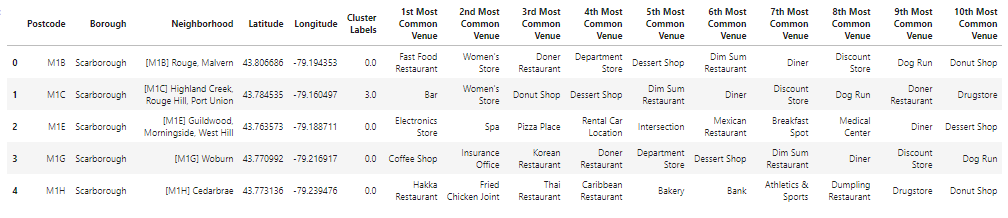 Postcode Borough Neighborhood Latitude Longitude Cluster Labels 1st Most Common Venue 2nd Most Common Venue 3rd Most Common Venue 4th Most Common Venue 5th Most Common Venue 6th Most Common Venue 7th Most Common Venue 8th Most Common Venue 9th Most Common Venue 10th Most Common Venue
0 M1B Scarborough [M1B] Rouge, Malvern 43.806686 -79.194353 0.0 Fast Food Restaurant Women's Store Doner Restaurant Department Store Dessert Shop Dim Sum Restaurant Diner Discount Store Dog Run Donut Shop
1 M1C Scarborough [M1C] Highland Creek, Rouge Hill, Port Union 43.784535 -79.160497 3.0 Bar Women's Store Donut Shop Dessert Shop Dim Sum Restaurant Diner Discount Store Dog Run Doner Restaurant Drugstore
2 M1E Scarborough [M1E] Guildwood, Morningside, West Hill 43.763573 -79.188711 0.0 Electronics Store Spa Pizza Place Rental Car Location Intersection Mexican Restaurant Breakfast Spot Medical Center Diner Dessert Shop
3 M1G Scarborough [M1G] Woburn 43.770992 -79.216917 0.0 Coffee Shop Insurance Office Korean Restaurant Doner Restaurant Department Store Dessert Shop Dim Sum Restaurant Diner Discount Store Dog Run
4 M1H Scarborough [M1H] Cedarbrae 43.773136 -79.239476 0.0 Hakka Restaurant Fried Chicken Joint Thai Restaurant Caribbean Restaurant Bakery Bank Athletics & Sports Dumpling Restaurant Drugstore Donut Shop